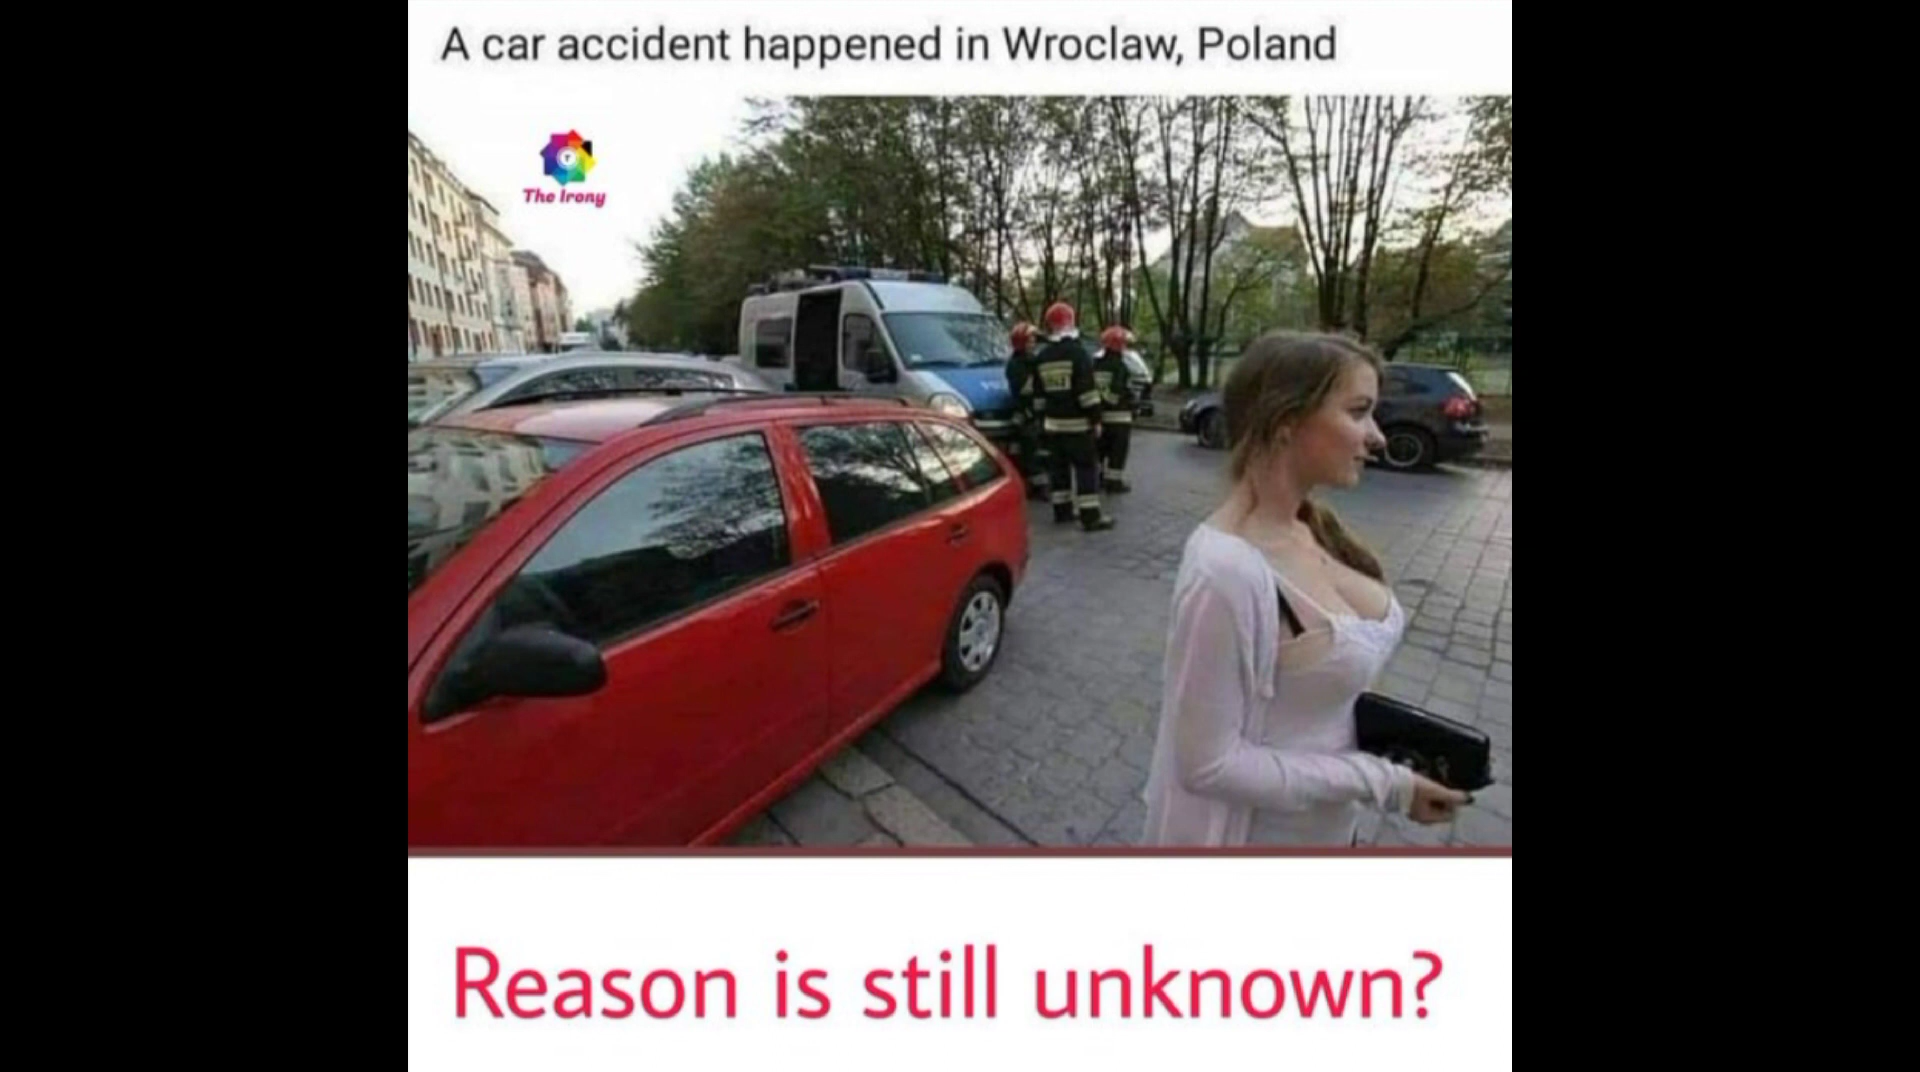 A car accident happened in Wroclaw, Poland
The Irony
Reason is still unknown?